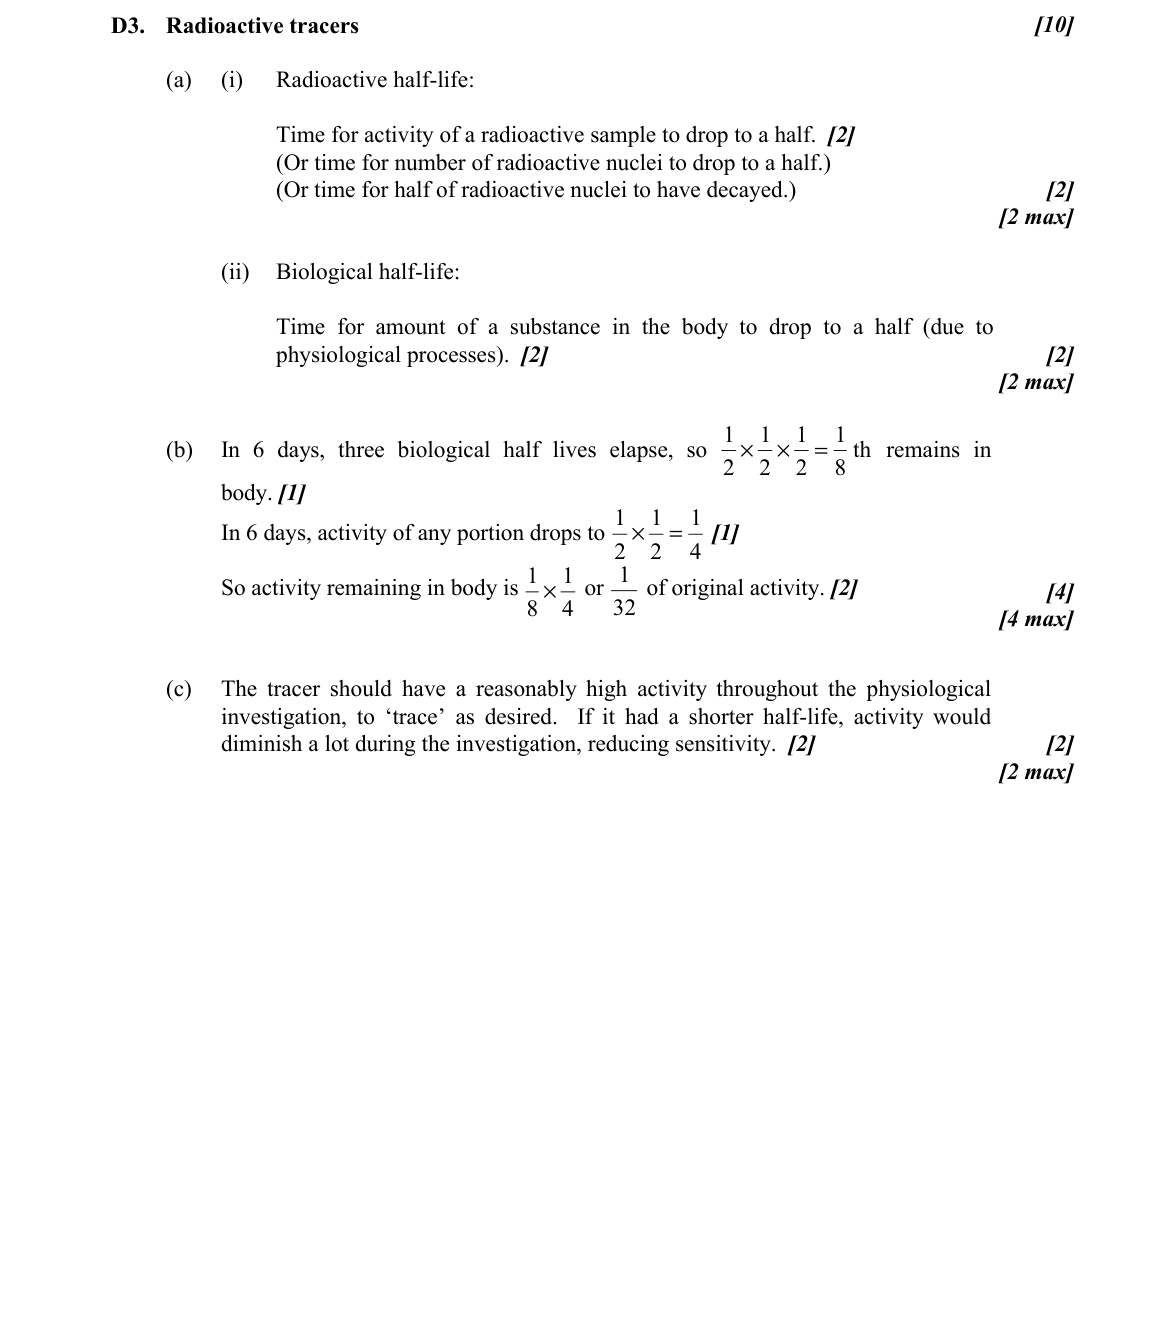 D3. Radioactive tracers [10]
(a) (i) Radioactive half-life:
Time for activity of a radioactive sample to drop to a half. [2]
(Or time for number of radioactive nuclei to drop to a half.)
(Or time for half of radioactive nuclei to have decayed.) [2]
[2 max]
(ii) Biological half-life:
Time for amount of a substance in the body to drop to a half (due to
physiological processes). [2] [2]
[2 max]
(b) In 6 days, three biological half lives elapse, so 1/2 × 1/2 × 1/2 = 1/8 th remains in
body. [1]
In 6 days, activity of any portion drops to 1/2 × 1/2 = 1/4 [1]
So activity remaining in body is 1/8 × 1/4 or 1/32 of original activity. [2] [4]
[4 max]
(c) The tracer should have a reasonably high activity throughout the physiological
investigation, to ‘trace’ as desired. If it had a shorter half-life, activity would
diminish a lot during the investigation, reducing sensitivity. [2] [2]
[2 max]